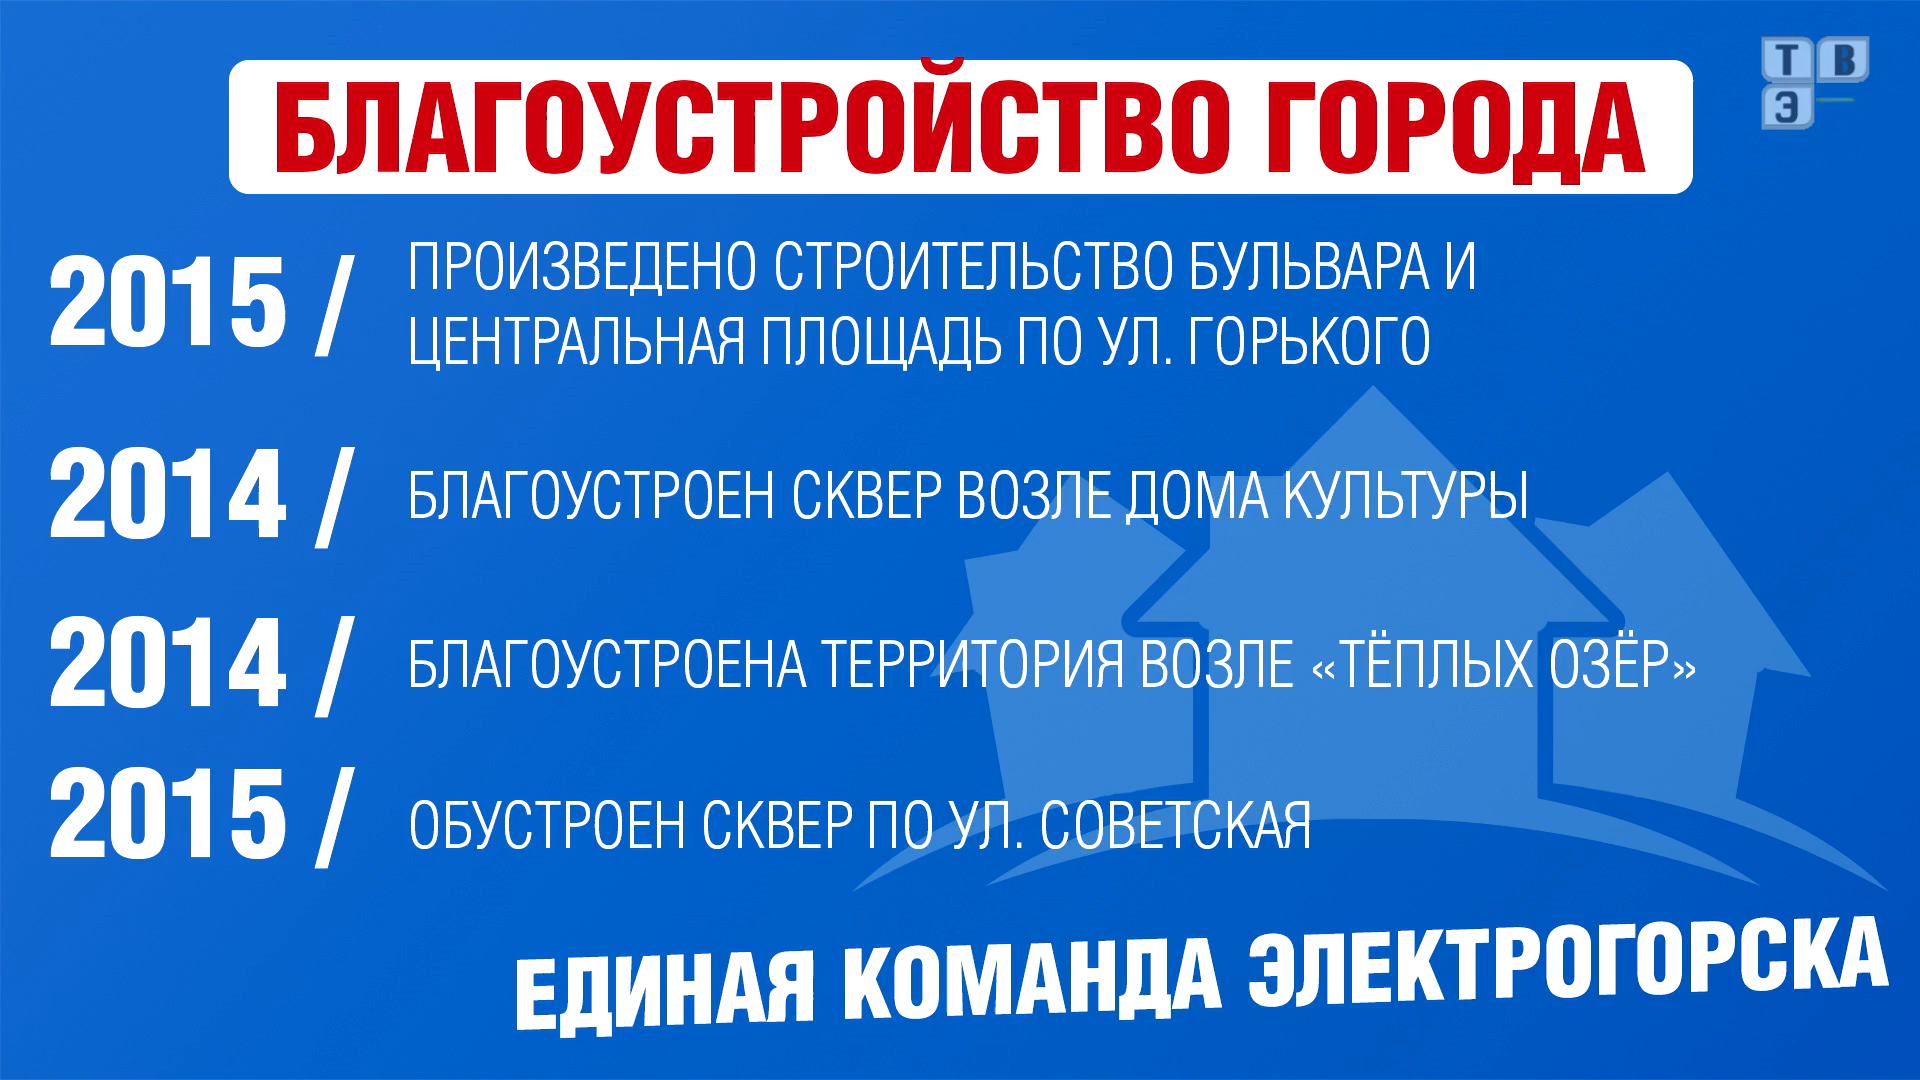 БЛАГОУСТРОЙСТВО ГОРОДА
Т В
Э
2015 / ПРОИЗВЕДЕНО СТРОИТЕЛЬСТВО БУЛЬВАРА И
ЦЕНТРАЛЬНАЯ ПЛОЩАДЬ ПО УЛ. ГОРЬКОГО
2014 / БЛАГОУСТРОЕН СКВЕР ВОЗЛЕ ДОМА КУЛЬТУРЫ
2014 / БЛАГОУСТРОЕНА ТЕРРИТОРИЯ ВОЗЛЕ «ТЁПЛЫХ ОЗЁР»
2015 / ОБУСТРОЕН СКВЕР ПО УЛ. СОВЕТСКАЯ
ЕДИНАЯ КОМАНДА ЭЛЕКТРОГОРСКА